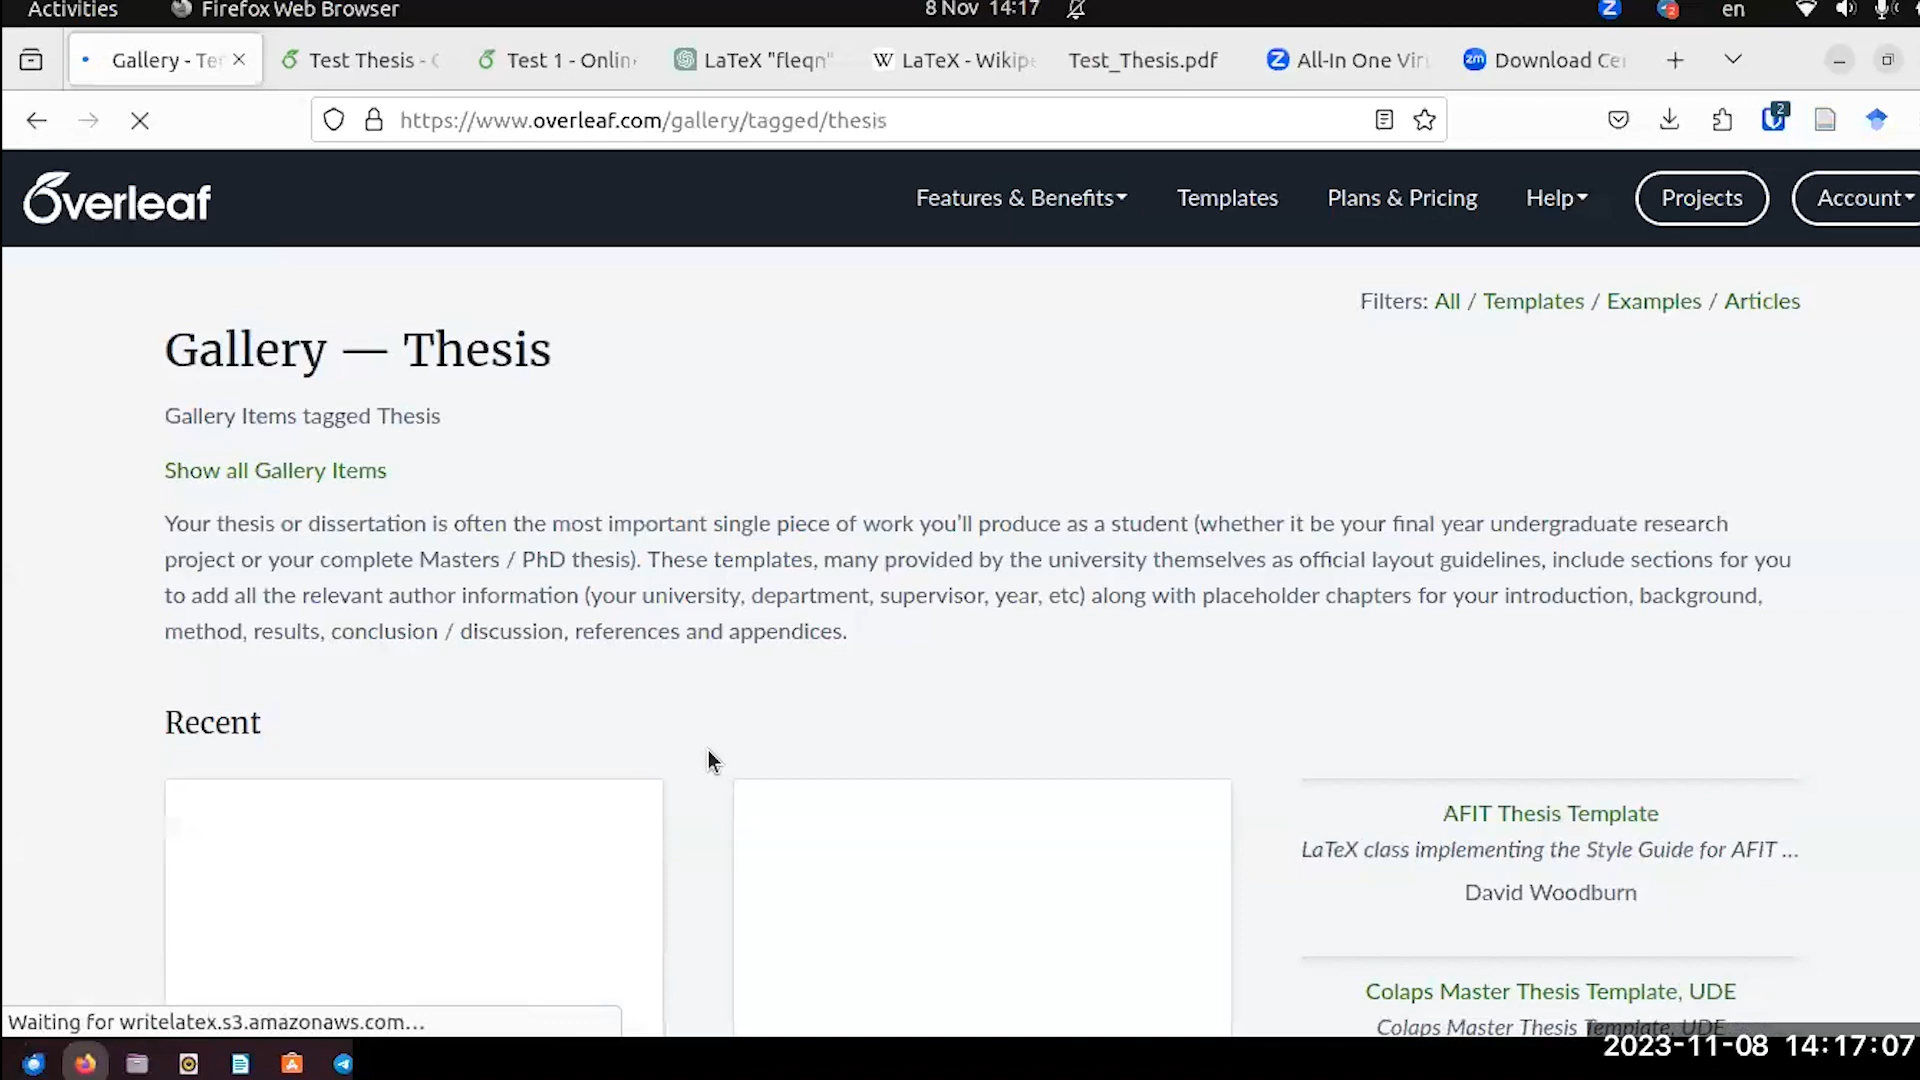 Activities Firefox Web Browser 8 Nov 14:17 en
Gallery - Te Test Thesis - Test 1 - Onlin LaTeX "fleqn" LaTeX - Wikip Test_Thesis.pdf All-In One Vir Download Ce
https://www.overleaf.com/gallery/tagged/thesis 2
Overleaf Features & Benefits Templates Plans & Pricing Help Projects Account
Filters: All / Templates / Examples / Articles
Gallery — Thesis
Gallery Items tagged Thesis
Show all Gallery Items
Your thesis or dissertation is often the most important single piece of work you'll produce as a student (whether it be your final year undergraduate research
project or your complete Masters / PhD thesis). These templates, many provided by the university themselves as official layout guidelines, include sections for you
to add all the relevant author information (your university, department, supervisor, year, etc) along with placeholder chapters for your introduction, background,
method, results, conclusion / discussion, references and appendices.
Recent
AFIT Thesis Template
LaTeX class implementing the Style Guide for AFIT ...
David Woodburn
Colaps Master Thesis Template, UDE
Colaps Master Thesis Template, UDE
Waiting for writelatex.s3.amazonaws.com...
2023-11-08 14:17:07